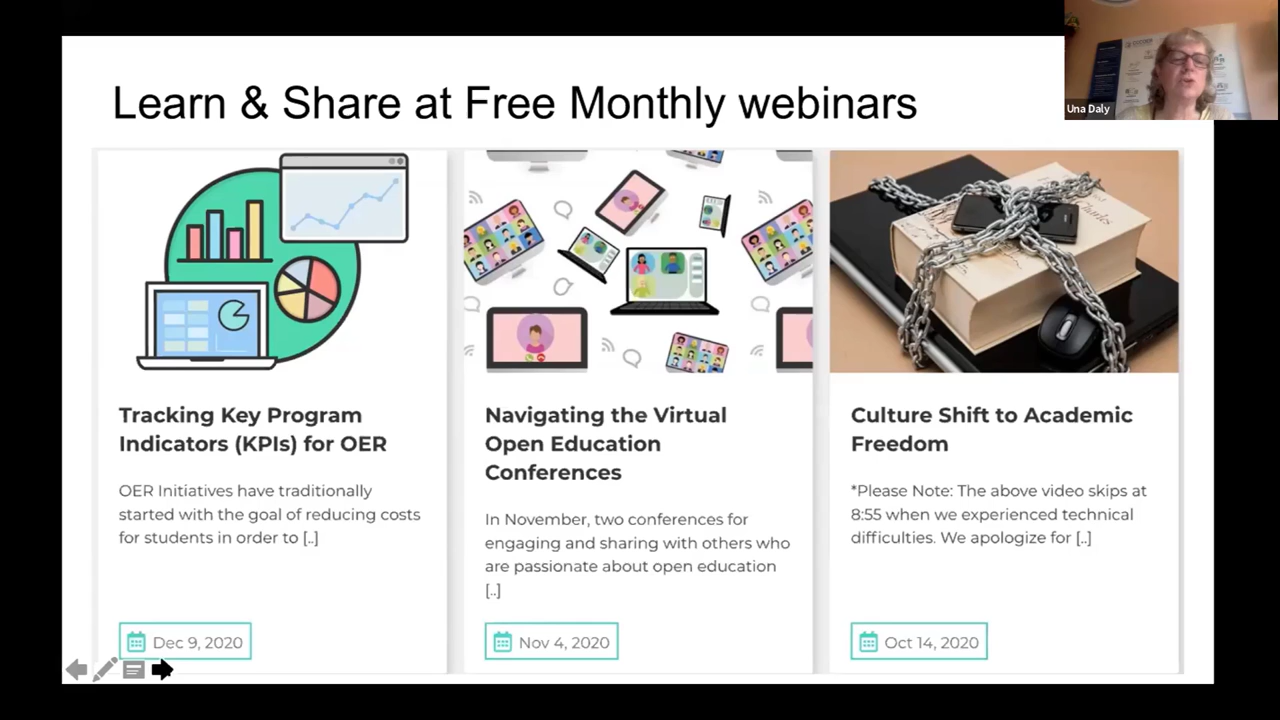 Learn & Share at Free Monthly webinars
Una Daly
Tracking Key Program
Indicators (KPIs) for OER
OER Initiatives have traditionally
started with the goal of reducing costs
for students in order to [..]
Dec 9, 2020
Navigating the Virtual
Open Education
Conferences
In November, two conferences for
engaging and sharing with others who
are passionate about open education
[..]
Nov 4, 2020
Culture Shift to Academic
Freedom
*Please Note: The above video skips at
8:55 when we experienced technical
difficulties. We apologize for [..]
Oct 14, 2020